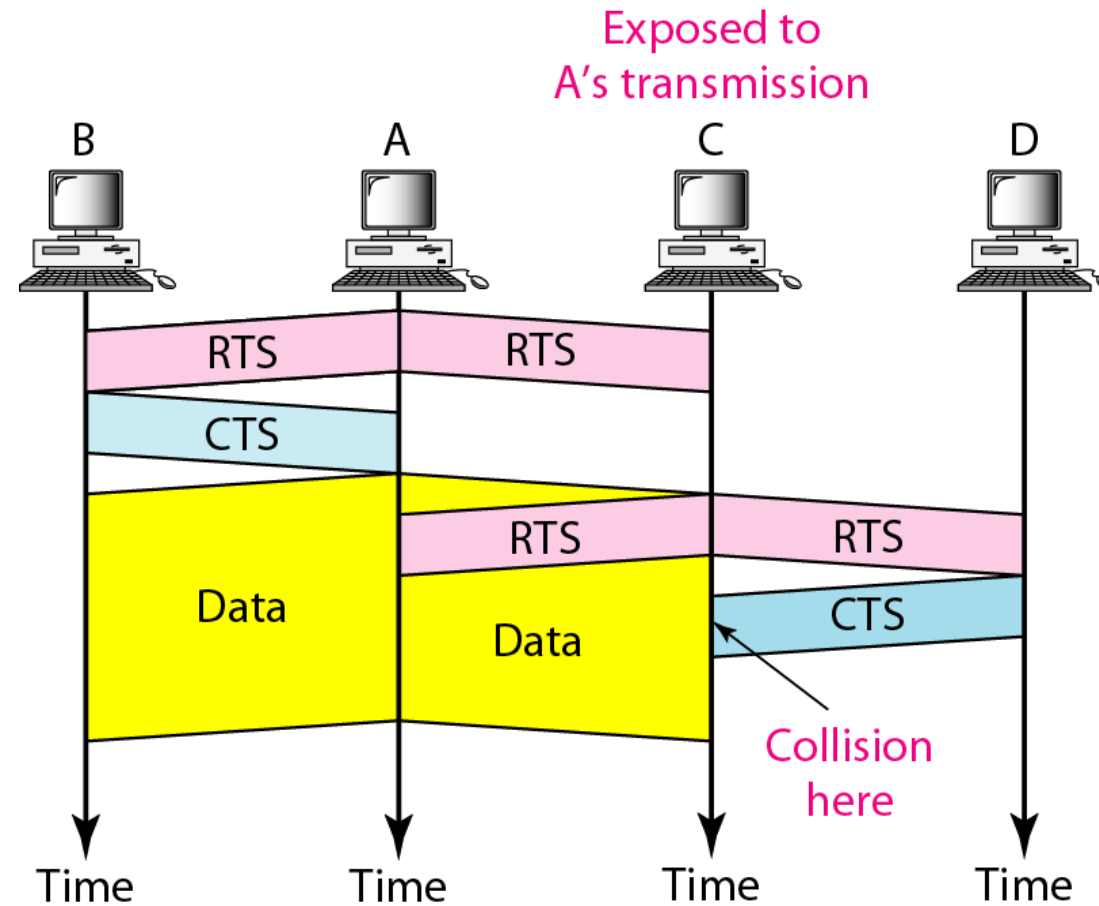 Exposed to
A's transmission
B A C D
RTS RTS
CTS
RTS RTS
Data
CTS
Data
Collision
here
Time Time Time Time